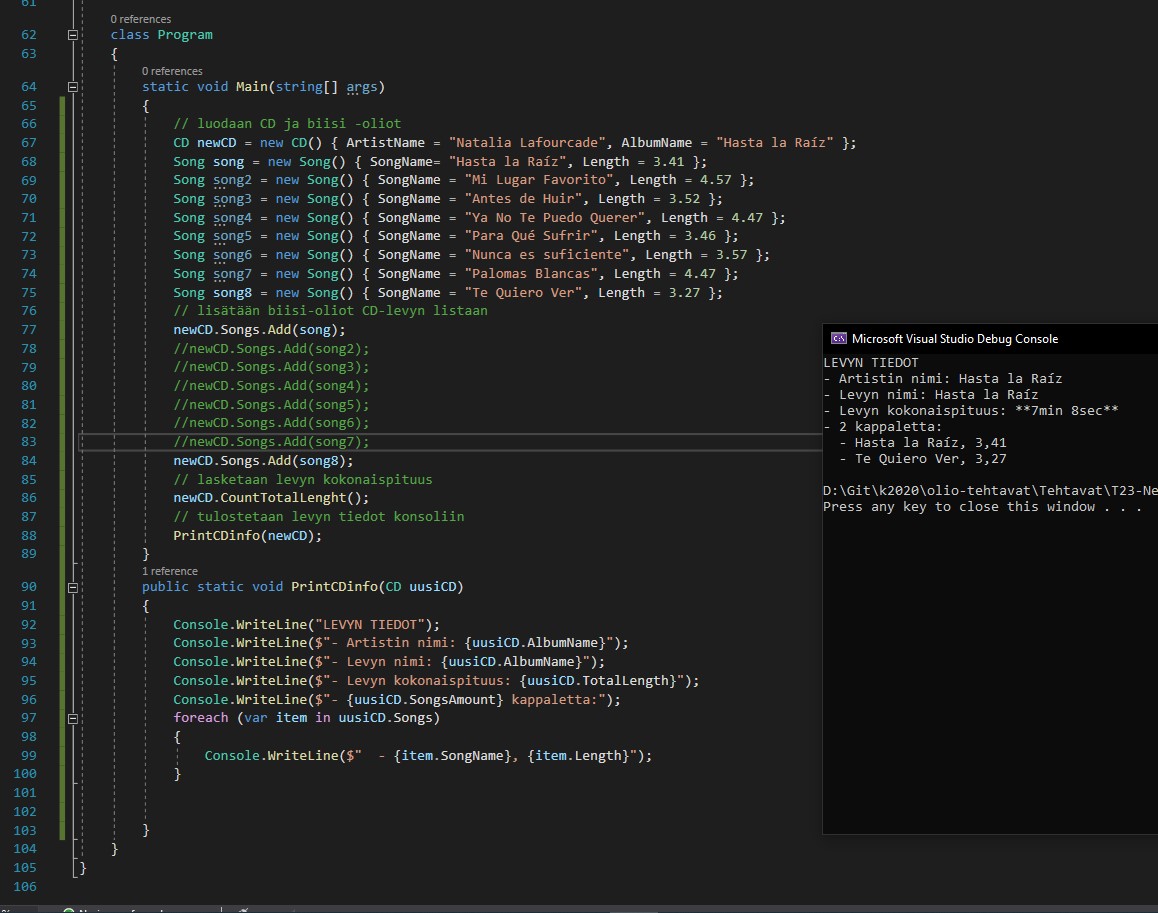 61
0 references
62 class Program
63 {
0 references
64 static void Main(string[] args)
65 {
66 // luodaan CD ja biisi -oliot
67 CD newCD = new CD() { ArtistName = "Natalia Lafourcade", AlbumName = "Hasta la Raíz" };
68 Song song = new Song() { SongName= "Hasta la Raíz", Length = 3.41 };
69 Song song2 = new Song() { SongName = "Mi Lugar Favorito", Length = 4.57 };
70 Song song3 = new Song() { SongName = "Antes de Huir", Length = 3.52 };
71 Song song4 = new Song() { SongName = "Ya No Te Puedo Querer", Length = 4.47 };
72 Song song5 = new Song() { SongName = "Para Qué Sufrir", Length = 3.46 };
73 Song song6 = new Song() { SongName = "Nunca es suficiente", Length = 3.57 };
74 Song song7 = new Song() { SongName = "Palomas Blancas", Length = 4.47 };
75 Song song8 = new Song() { SongName = "Te Quiero Ver", Length = 3.27 };
76 // lisätään biisi-oliot CD-levyn listaan
77 newCD.Songs.Add(song);
78 //newCD.Songs.Add(song2);
79 //newCD.Songs.Add(song3);
80 //newCD.Songs.Add(song4);
81 //newCD.Songs.Add(song5);
82 //newCD.Songs.Add(song6);
83 //newCD.Songs.Add(song7);
84 newCD.Songs.Add(song8);
85 // lasketaan levyn kokonaispituus
86 newCD.CountTotalLenght();
87 // tulostetaan levyn tiedot konsoliin
88 PrintCDinfo(newCD);
89 }
1 reference
90 public static void PrintCDinfo(CD uusiCD)
91 {
92 Console.WriteLine("LEVYN TIEDOT");
93 Console.WriteLine($"- Artistin nimi: {uusiCD.AlbumName}");
94 Console.WriteLine($"- Levyn nimi: {uusiCD.AlbumName}");
95 Console.WriteLine($"- Levyn kokonaispituus: {uusiCD.TotalLength}");
96 Console.WriteLine($"- {uusiCD.SongsAmount} kappaletta:");
97 foreach (var item in uusiCD.Songs)
98 {
99 Console.WriteLine($"  - {item.SongName}, {item.Length}");
100 }
101
102
103 }
104 }
105 }
106
Microsoft Visual Studio Debug Console
LEVYN TIEDOT
- Artistin nimi: Hasta la Raíz
- Levyn nimi: Hasta la Raíz
- Levyn kokonaispituus: **7min 8sec**
- 2 kappaletta:
- Hasta la Raíz, 3,41
- Te Quiero Ver, 3,27
D:\Git\k2020\olio-tehtavat\Tehtavat\T23-Ne
Press any key to close this window . . .